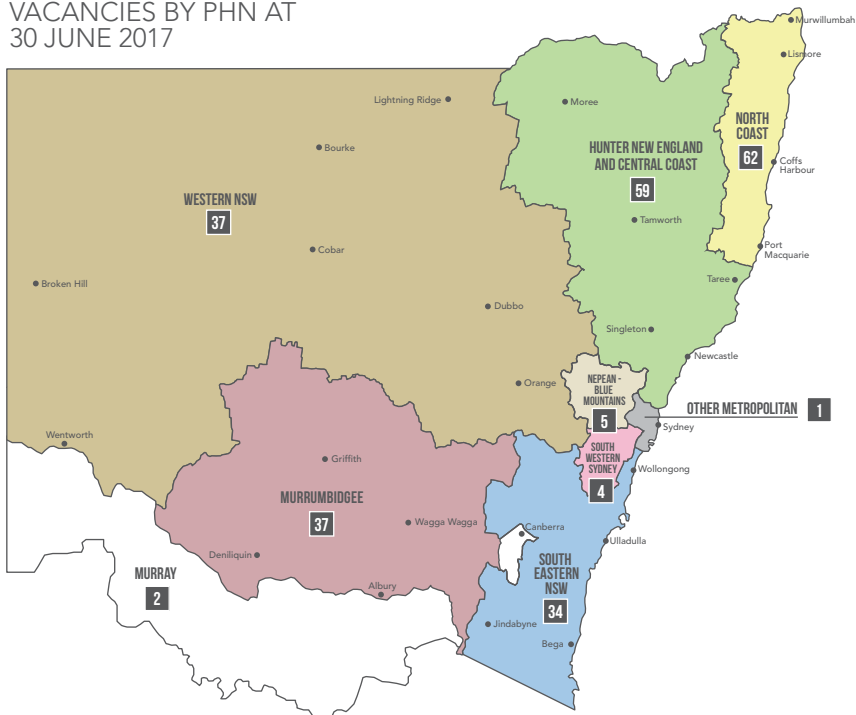 VACANCIES BY PHN AT
30 JUNE 2017
Murwillumbah
Lismore
Lightning Ridge
Moree
NORTH
COAST
62
Bourke
HUNTER NEW ENGLAND
AND CENTRAL COAST
59
Coffs
Harbour
WESTERN NSW
37
Tamworth
Cobar
Port
Macquarie
Broken Hill
Taree
Dubbo
Singleton
Newcastle
Orange
NEPEAN -
BLUE
MOUNTAINS
5
OTHER METROPOLITAN
1
Sydney
Wentworth
SOUTH
WESTERN
SYDNEY
4
Griffith
Wollongong
MURRUMBIDGEE
37
Wagga Wagga
Canberra
Ulladulla
Deniliquin
SOUTH
EASTERN
NSW
34
MURRAY
2
Albury
Jindabyne
Bega